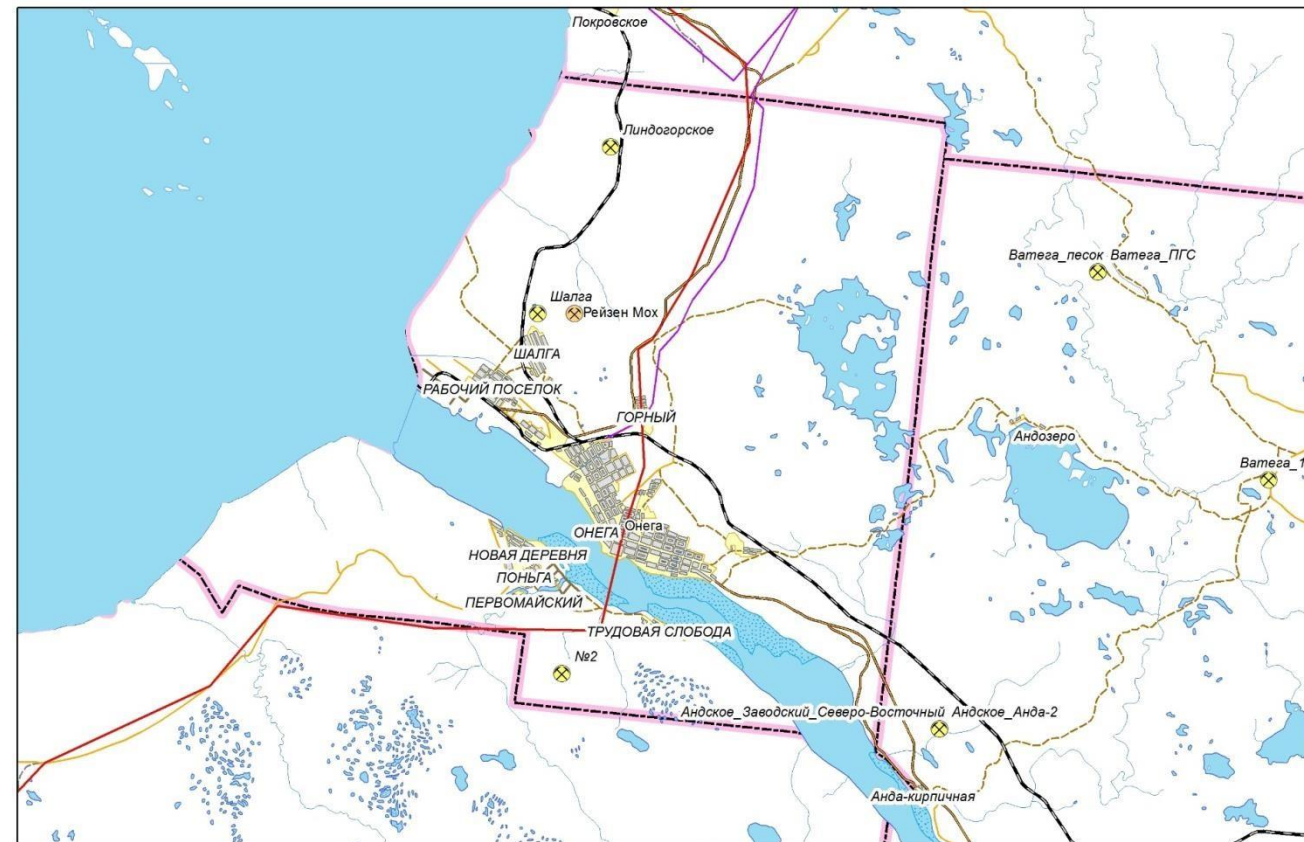 Покровское
Линдогорское
Ватега_песок Ватега_ПГС
Шалга
Рейзен Мох
ШАЛГА
РАБОЧИЙ ПОСЕЛОК
ГОРНЫЙ
Андозеро
Ватега_1
Онега
ОНЕГА
НОВАЯ ДЕРЕВНЯ
ПОНЬГА
ПЕРВОМАЙСКИЙ
ТРУДОВАЯ СЛОБОДА
№2
Андское_Заводский_Северо-Восточный Андское_Анда-2
Анда-кирпичная